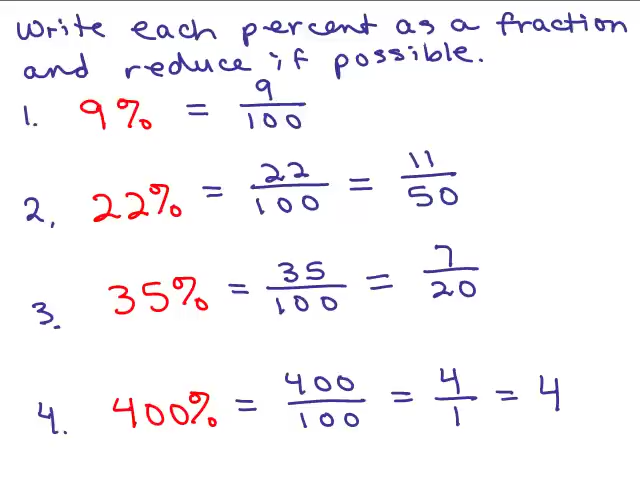 Write each percent as a fraction
and reduce if possible.
1. 9% = 9/100
2. 22% = 22/100 = 11/50
3. 35% = 35/100 = 7/20
4. 400% = 400/100 = 4/1 = 4